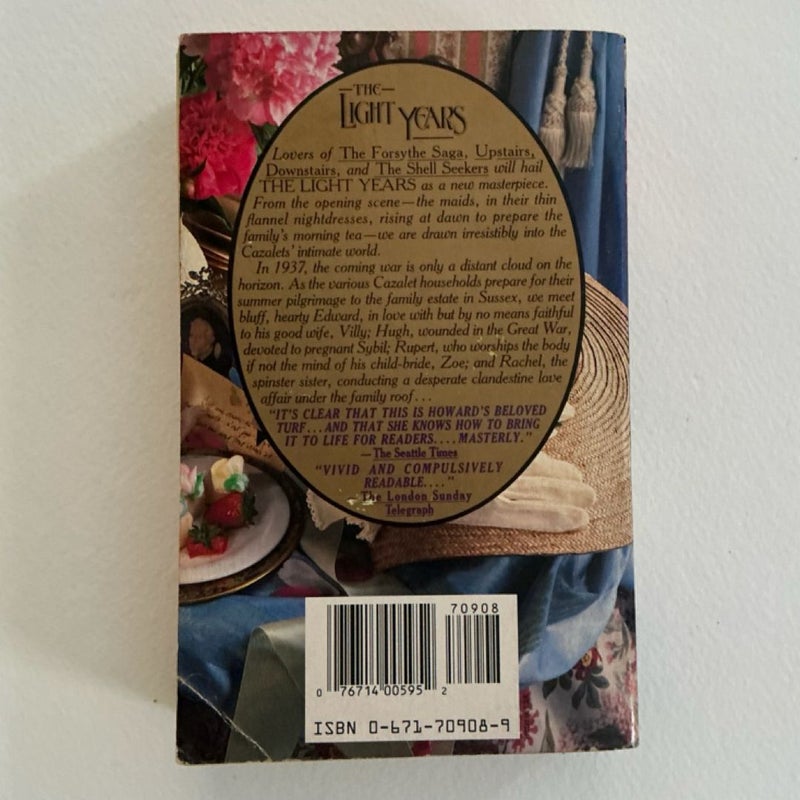 THE
LIGHT YEARS
Lovers of The Forsythe Saga, Upstairs,
Downstairs, and The Shell Seekers will hail
THE LIGHT YEARS as a new masterpiece.
From the opening scene—the maids, in their thin
flannel nightdresses, rising at dawn to prepare the
family's morning tea—we are drawn irresistibly into the
Cazalets' intimate world.
In 1937, the coming war is only a distant cloud on the
horizon. As the various Cazalet households prepare for their
summer pilgrimage to the family estate in Sussex, we meet
bluff, hearty Edward, in love with but by no means faithful
to his good wife, Villy; Hugh, wounded in the Great War,
devoted to pregnant Sybil; Rupert, who worships the body
if not the mind of his child-bride, Zoe; and Rachel, the
spinster sister, conducting a desperate clandestine love
affair under the family roof...
"IT'S CLEAR THAT THIS IS HOWARD'S BELOVED
TURF...AND THAT SHE KNOWS HOW TO BRING
IT TO LIFE FOR READERS....MASTERLY."
—The Seattle Times
"VIVID AND COMPULSIVELY
READABLE...."
—The London Sunday
Telegraph
70908
0 76714 00595 2
ISBN 0-671-70908-9